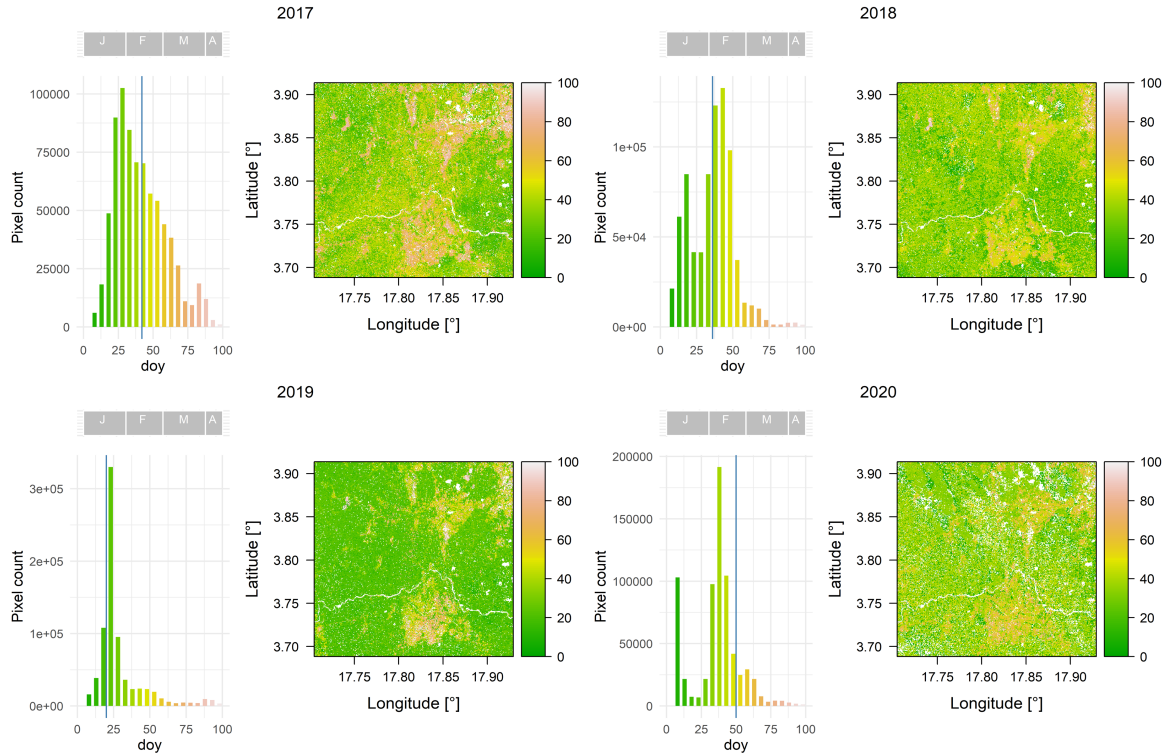 2017
J F M A
100000
75000
50000
25000
0
Pixel count
0 25 50 75 100
doy
3.90
3.85
3.80
3.75
3.70
Latitude [°]
17.75 17.80 17.85 17.90
Longitude [°]
100
80
60
40
20
0
2018
J F M A
1e+05
5e+04
0e+00
Pixel count
0 25 50 75 100
doy
3.90
3.85
3.80
3.75
3.70
Latitude [°]
17.75 17.80 17.85 17.90
Longitude [°]
100
80
60
40
20
0
2019
J F M A
3e+05
2e+05
1e+05
0e+00
Pixel count
0 25 50 75 100
doy
3.90
3.85
3.80
3.75
3.70
Latitude [°]
17.75 17.80 17.85 17.90
Longitude [°]
100
80
60
40
20
0
2020
J F M A
200000
150000
100000
50000
0
Pixel count
0 25 50 75 100
doy
3.90
3.85
3.80
3.75
3.70
Latitude [°]
17.75 17.80 17.85 17.90
Longitude [°]
100
80
60
40
20
0